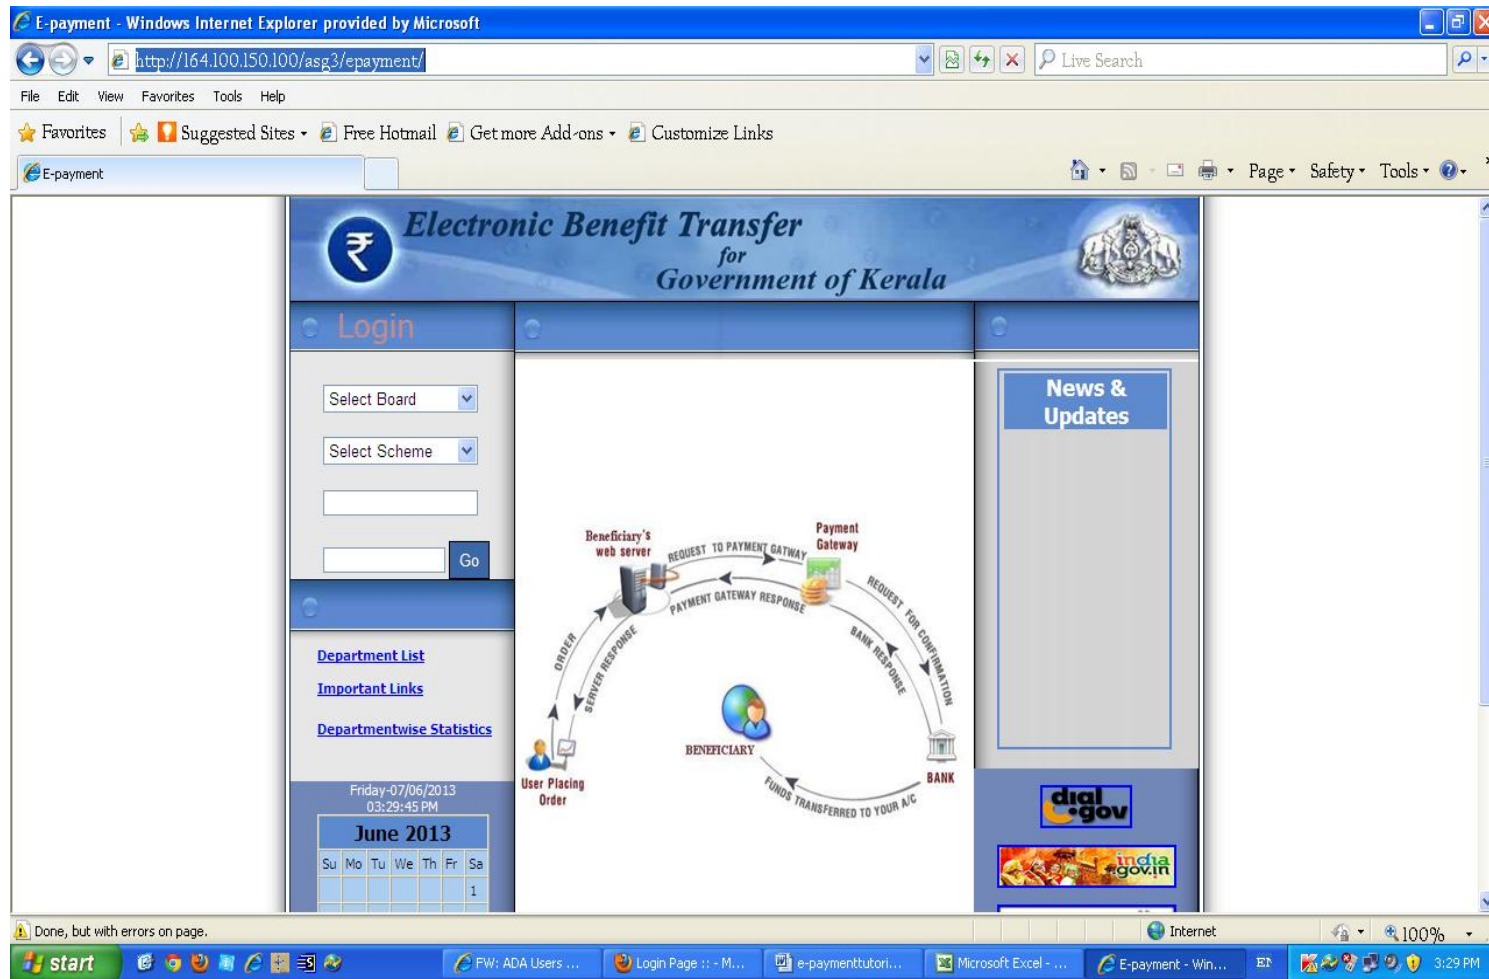 E-payment - Windows Internet Explorer provided by Microsoft
http://164.100.150.100/asg3/epayment/
Live Search
File Edit View Favorites Tools Help
Favorites Suggested Sites Free Hotmail Get more Add-ons Customize Links
E-payment
Page Safety Tools
Electronic Benefit Transfer
for
Government of Kerala
Login
Select Board
Select Scheme
Go
Department List
Important Links
Departmentwise Statistics
Friday-07/06/2013
03:29:45 PM
June 2013
Su Mo Tu We Th Fr Sa
1
Beneficiary's
web server
REQUEST TO PAYMENT GATWAY
Payment
Gateway
PAYMENT GATEWAY RESPONSE
REQUEST FOR CONFIRMATION
BANK RESPONSE
ORDER
SERVER RESPONSE
BENEFICIARY
User Placing
Order
BANK
FUNDS TRANSFERRED TO YOUR A/C
News &
Updates
dial
.gov
india
.gov.in
Done, but with errors on page.
Internet
100%
start
FW: ADA Users ...
Login Page :: - M...
e-paymenttutori...
Microsoft Excel - ...
E-payment - Win...
EN
3:29 PM